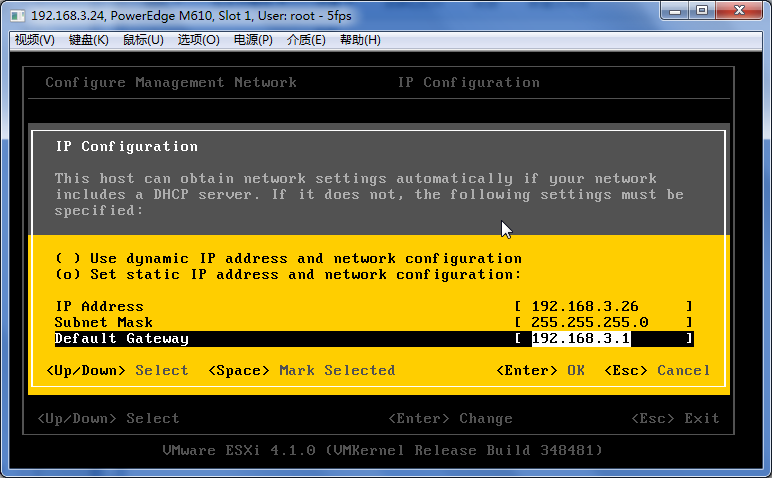 192.168.3.24, PowerEdge M610, Slot 1, User: root - 5fps
视频(V) 键盘(K) 鼠标(U) 选项(O) 电源(P) 介质(E) 帮助(H)
Configure Management Network IP Configuration
IP Configuration
This host can obtain network settings automatically if your network
includes a DHCP server. If it does not, the following settings must be
specified:
( ) Use dynamic IP address and network configuration
(o) Set static IP address and network configuration:
IP Address [ 192.168.3.26 ]
Subnet Mask [ 255.255.255.0 ]
Default Gateway [ 192.168.3.1 ]
<Up/Down> Select <Space> Mark Selected <Enter> OK <Esc> Cancel
<Up/Down> Select <Enter> Change <Esc> Exit
VMware ESXi 4.1.0 (VMKernel Release Build 348481)